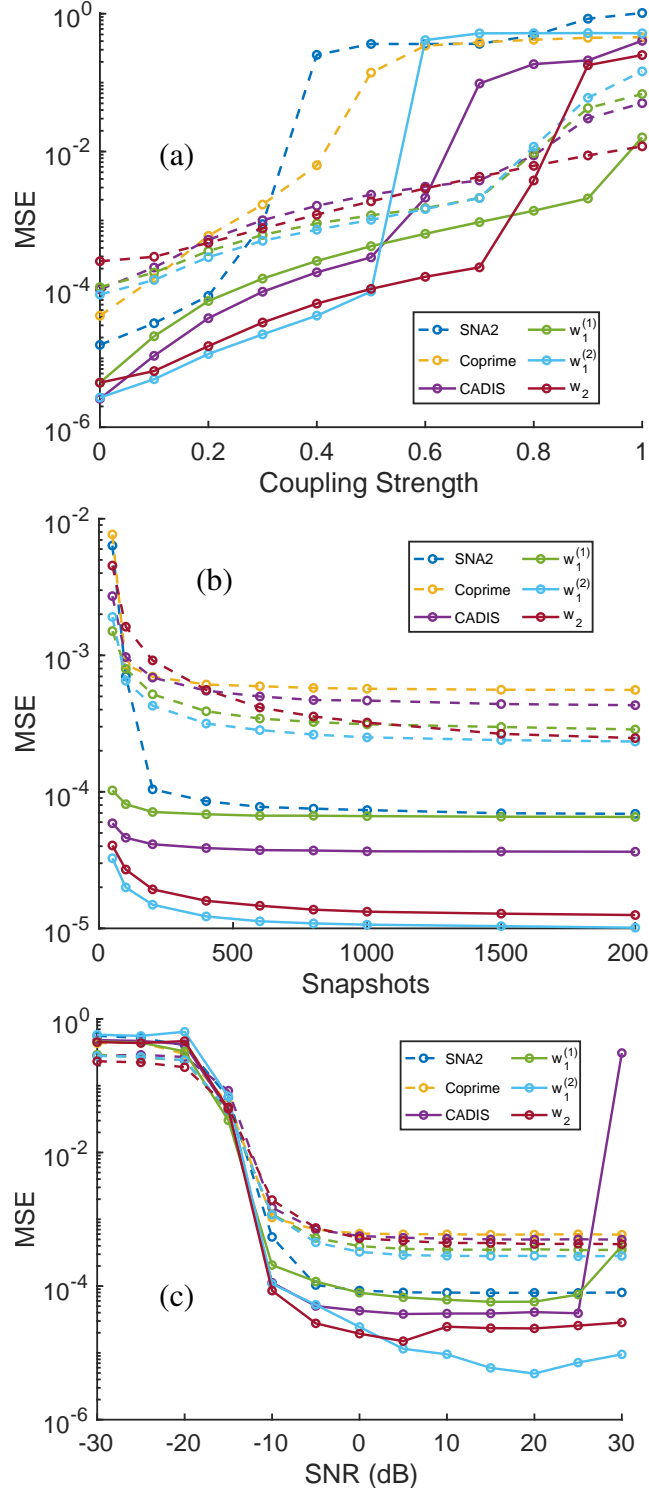 10^0
10^-2
10^-4
10^-6
MSE
(a)
SNA2
Coprime
CADIS
w_1^(1)
w_1^(2)
w_2
0 0.2 0.4 0.6 0.8 1
Coupling Strength
10^-2
10^-3
10^-4
10^-5
MSE
(b)
SNA2
Coprime
CADIS
w_1^(1)
w_1^(2)
w_2
0 500 1000 1500 200
Snapshots
10^0
10^-2
10^-4
10^-6
MSE
(c)
SNA2
Coprime
CADIS
w_1^(1)
w_1^(2)
w_2
-30 -20 -10 0 10 20 30
SNR (dB)